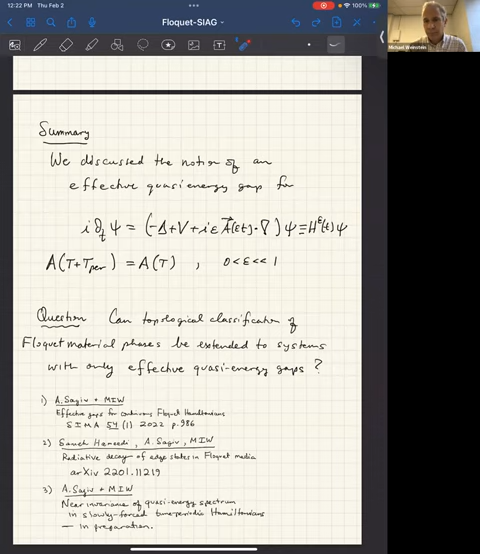 12:22 PM Thu Feb 2
100%
Floquet-SIAG
Michael Weinstein
Summary
We discussed the notion of an
effective quasienergy gap for
i∂_t ψ = (-Δ+V+iε A⃗(εt)·∇)ψ ≡ H^ε(t)ψ
A(T+T_per) = A(T) , 0<ε<<1
Question Can topological classification of
Floquet material phases be extended to systems
with only effective quasi-energy gaps ?
1) A. Sagiv + MIW
Effective gaps for continuous Floquet Hamiltonians
SIMA 54 (1) 2022 p.986
2) Sameh Hameedi, A. Sagiv, MIW
Radiative decay of edge states in Floquet media
arXiv 2201.11219
3) A. Sagiv + MIW
Near invariance of quasi-energy spectrum
in slowly-forced time-periodic Hamiltonians
— In preparation.